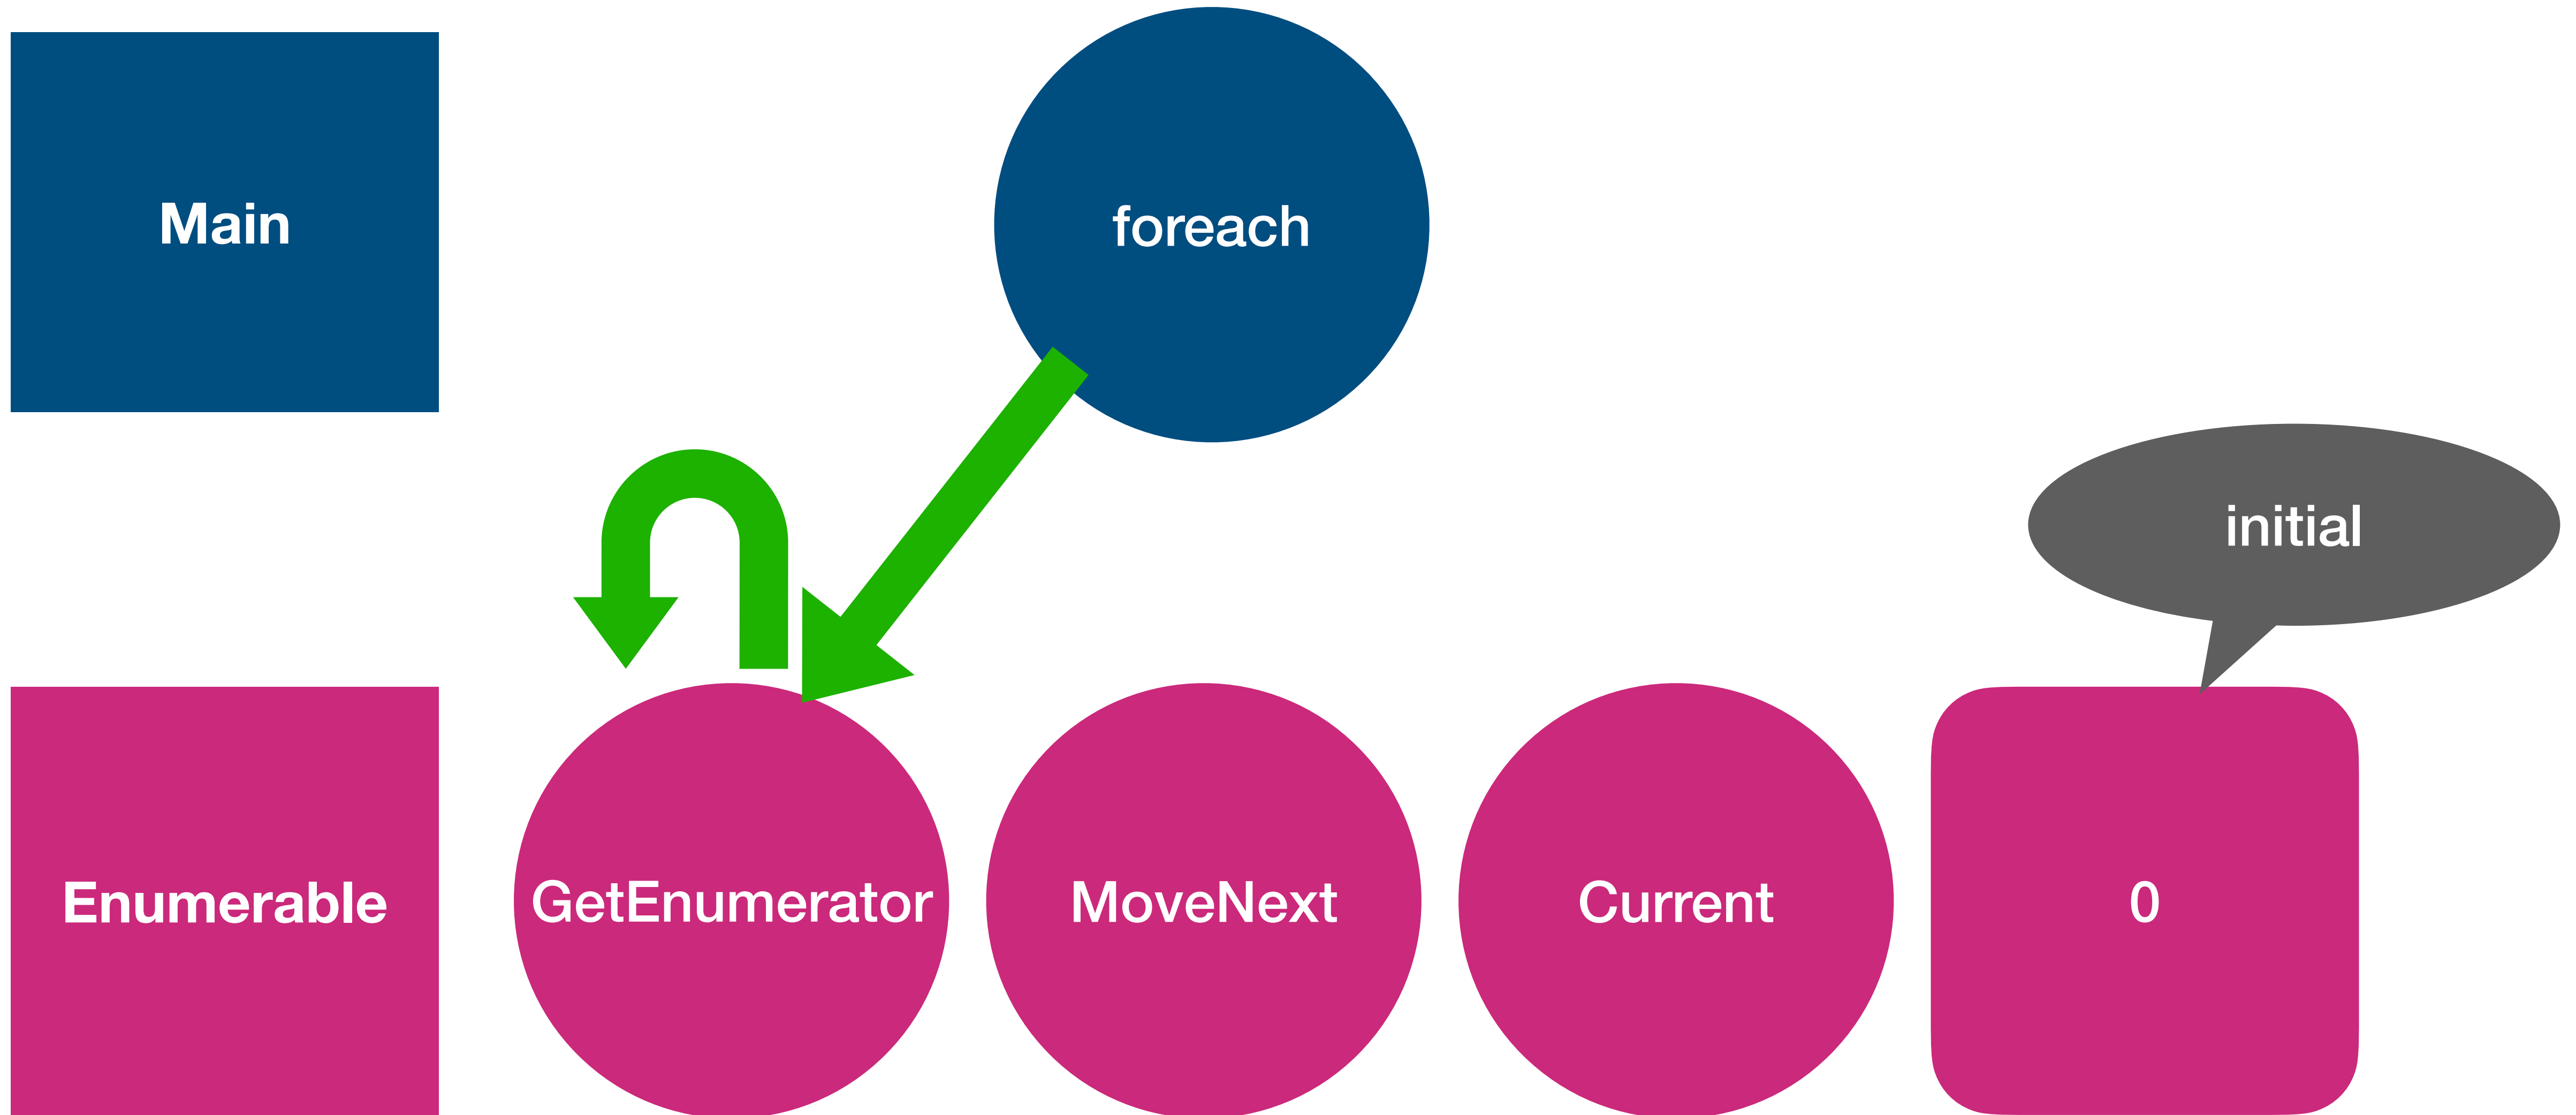 Main
foreach
initial
Enumerable
GetEnumerator
MoveNext
Current
0